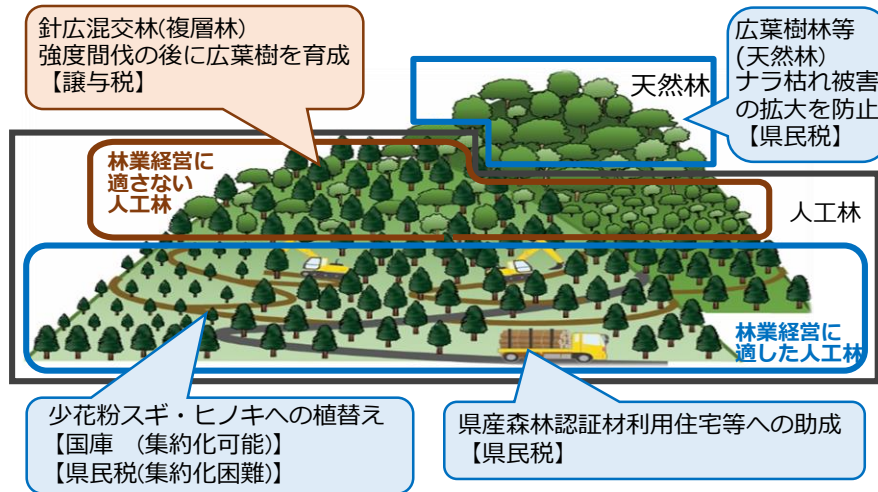 針広混交林(複層林)
強度間伐の後に広葉樹を育成
【譲与税】
天然林
広葉樹林等
(天然林)
ナラ枯れ被害
の拡大を防止
【県民税】
林業経営に
適さない
人工林
人工林
林業経営に
適した人工林
少花粉スギ・ヒノキへの植替え
【国庫　(集約化可能)】
【県民税(集約化困難)】
県産森林認証材利用住宅等への助成
【県民税】